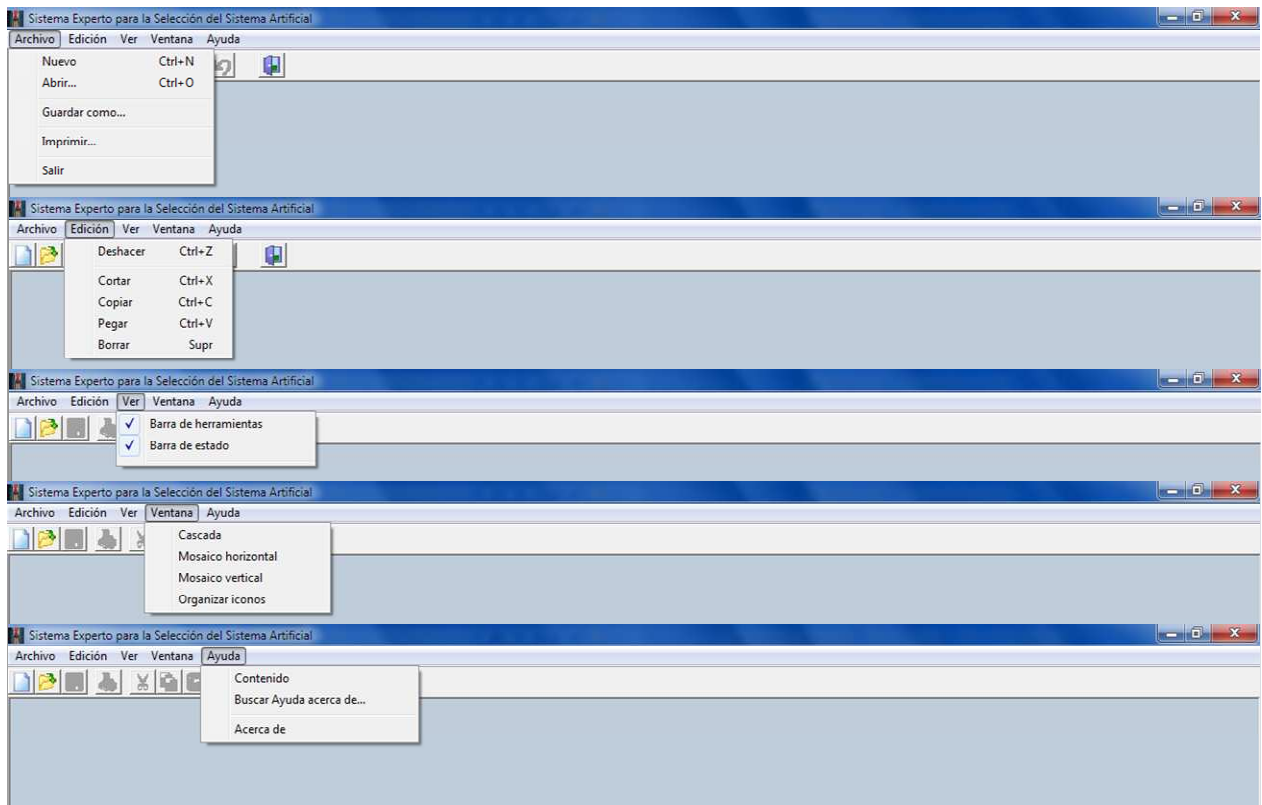 Sistema Experto para la Selección del Sistema Artificial
Archivo Edición Ver Ventana Ayuda
Nuevo Ctrl+N
Abrir... Ctrl+O
Guardar como...
Imprimir...
Salir
Sistema Experto para la Selección del Sistema Artificial
Archivo Edición Ver Ventana Ayuda
Deshacer Ctrl+Z
Cortar Ctrl+X
Copiar Ctrl+C
Pegar Ctrl+V
Borrar Supr
Sistema Experto para la Selección del Sistema Artificial
Archivo Edición Ver Ventana Ayuda
Barra de herramientas
Barra de estado
Sistema Experto para la Selección del Sistema Artificial
Archivo Edición Ver Ventana Ayuda
Cascada
Mosaico horizontal
Mosaico vertical
Organizar iconos
Sistema Experto para la Selección del Sistema Artificial
Archivo Edición Ver Ventana Ayuda
Contenido
Buscar Ayuda acerca de...
Acerca de